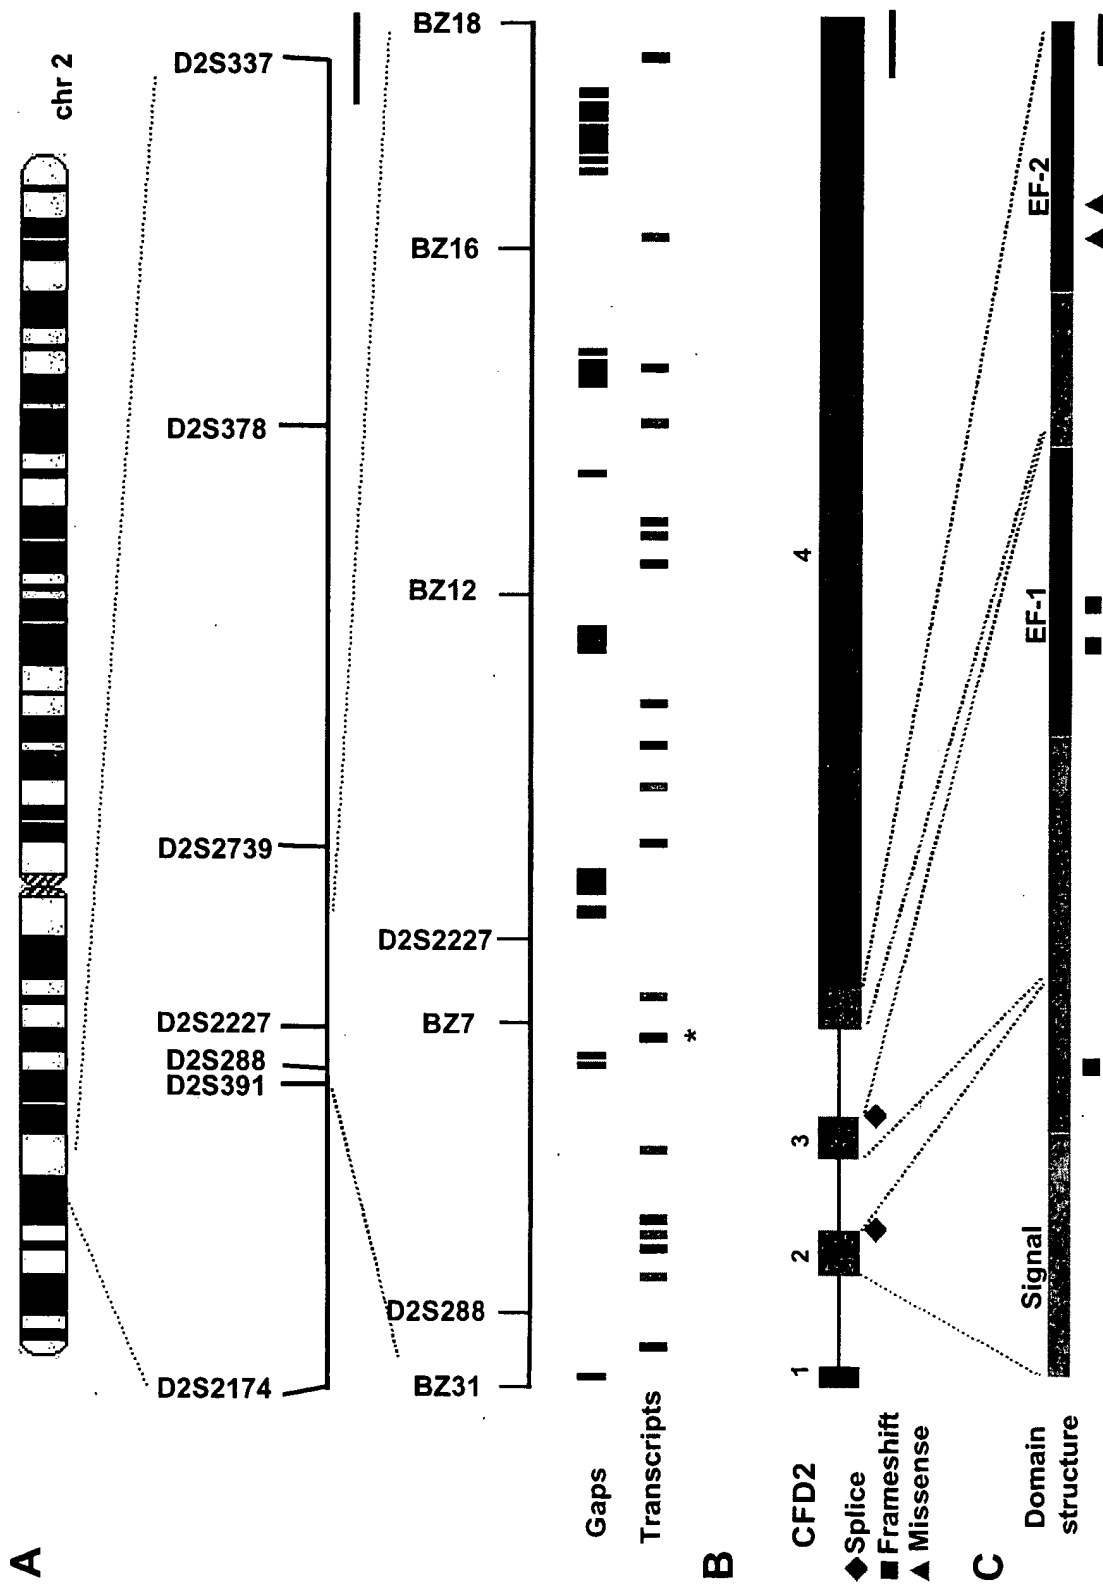 A
chr 2
D2S2174
D2S391
D2S288
D2S2227
D2S2739
D2S378
D2S337
BZ31
D2S288
BZ7
D2S2227
BZ12
BZ16
BZ18
Gaps
Transcripts
*
B
CFD2
1
2
3
4
Splice
Frameshift
Missense
C
Domain
structure
Signal
EF-1
EF-2